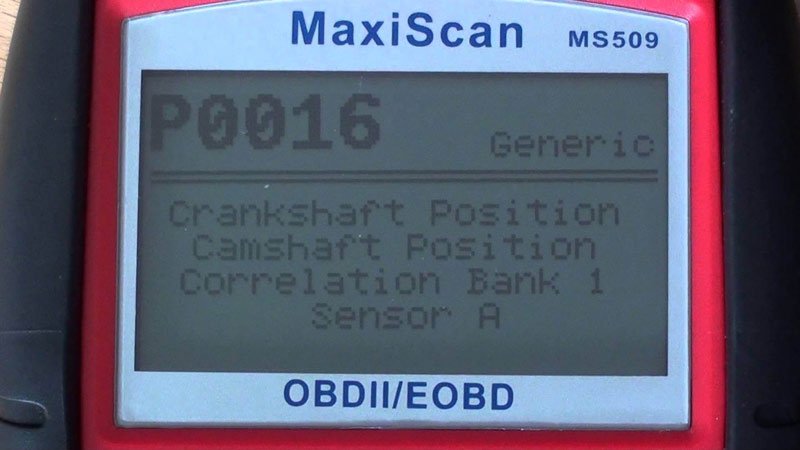 MaxiScan MS509
P0016
Generic
Crankshaft Position
Camshaft Position
Correlation Bank 1
Sensor A
OBDII/EOBD